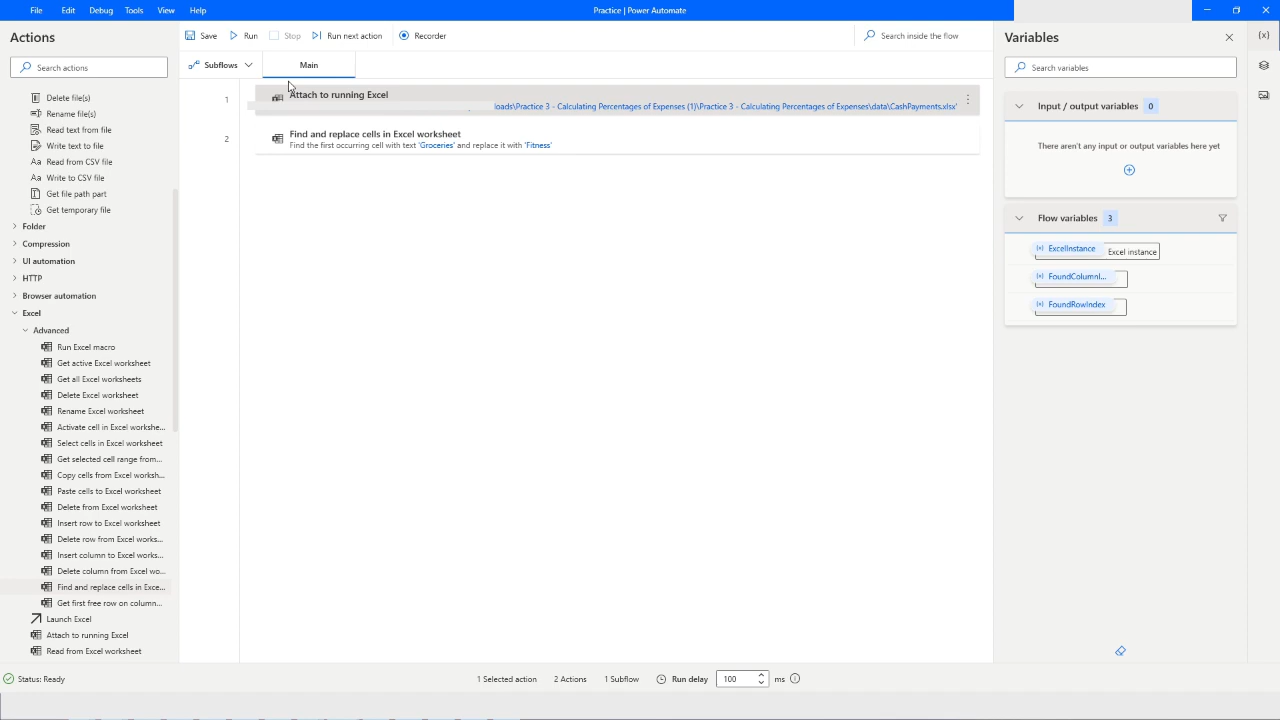 File Edit Debug Tools View Help
Practice | Power Automate
Actions
Save Run Stop Run next action Recorder
Search inside the flow
Variables
Search actions
Subflows Main
Search variables
Delete file(s)
Rename file(s)
Read text from file
Write text to file
Read from CSV file
Write to CSV file
Get file path part
Get temporary file
Folder
Compression
UI automation
HTTP
Browser automation
Excel
Advanced
Run Excel macro
Get active Excel worksheet
Get all Excel worksheets
Delete Excel worksheet
Rename Excel worksheet
Activate cell in Excel workshe...
Select cells in Excel worksheet
Get selected cell range from...
Copy cells from Excel worksh...
Paste cells to Excel worksheet
Delete from Excel worksheet
Insert row to Excel worksheet
Delete row from Excel works...
Insert column to Excel works...
Delete column from Excel wo...
Find and replace cells in Exce...
Get first free row on column...
Launch Excel
Attach to running Excel
Read from Excel worksheet
1
Attach to running Excel
loads\Practice 3 - Calculating Percentages of Expenses (1)\Practice 3 - Calculating Percentages of Expenses\data\CashPayments.xlsx'
2
Find and replace cells in Excel worksheet
Find the first occurring cell with text 'Groceries' and replace it with 'Fitness'
Input / output variables 0
There aren't any input or output variables here yet
Flow variables 3
(x) ExcelInstance Excel instance
(x) FoundColumnI...
(x) FoundRowIndex
Status: Ready
1 Selected action 2 Actions 1 Subflow Run delay 100 ms